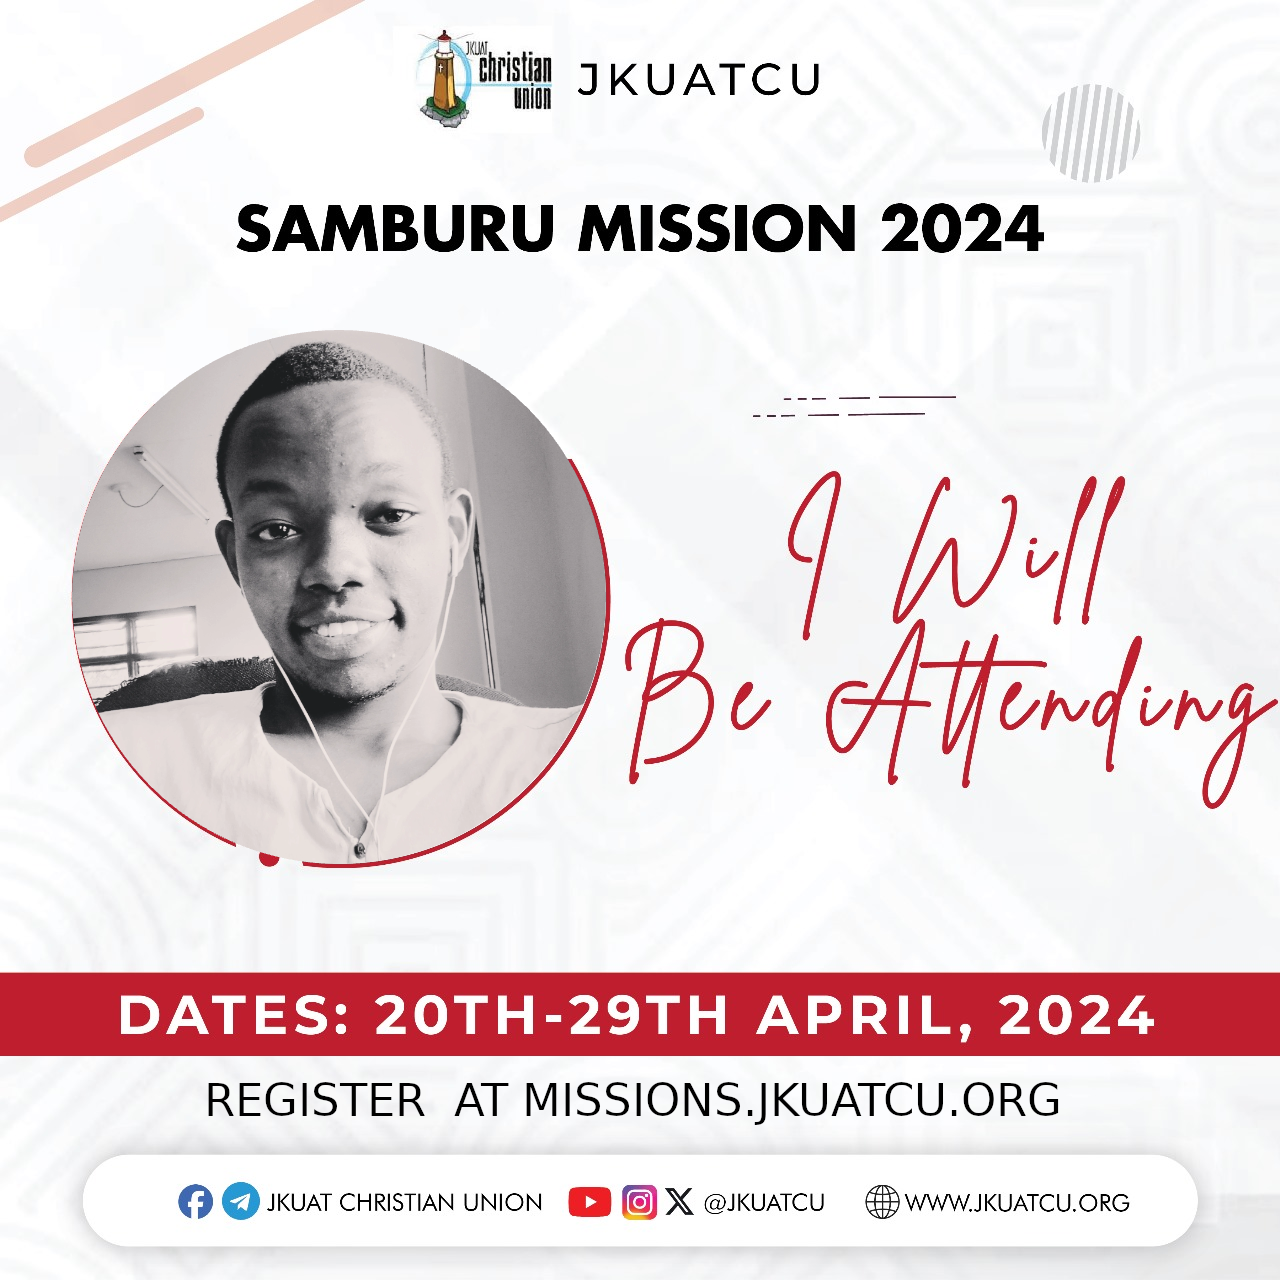 JKUAT
christian
union
JKUATCU
SAMBURU MISSION 2024
I Will
Be Attending
DATES: 20TH-29TH APRIL, 2024
REGISTER  AT MISSIONS.JKUATCU.ORG
JKUAT CHRISTIAN UNION @JKUATCU WWW.JKUATCU.ORG